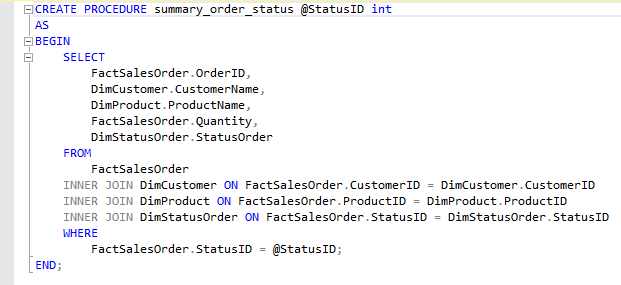 CREATE PROCEDURE summary_order_status @StatusID int
AS
BEGIN
    SELECT
        FactSalesOrder.OrderID,
        DimCustomer.CustomerName,
        DimProduct.ProductName,
        FactSalesOrder.Quantity,
        DimStatusOrder.StatusOrder
    FROM
        FactSalesOrder
    INNER JOIN DimCustomer ON FactSalesOrder.CustomerID = DimCustomer.CustomerID
    INNER JOIN DimProduct ON FactSalesOrder.ProductID = DimProduct.ProductID
    INNER JOIN DimStatusOrder ON FactSalesOrder.StatusID = DimStatusOrder.StatusID
    WHERE
        FactSalesOrder.StatusID = @StatusID;
END;